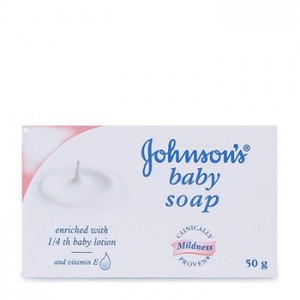 Johnson's®
baby
soap
enriched with
1/4 th baby lotion
and vitamin E
CLINICALLY
Mildness
PROVEN*
50 g